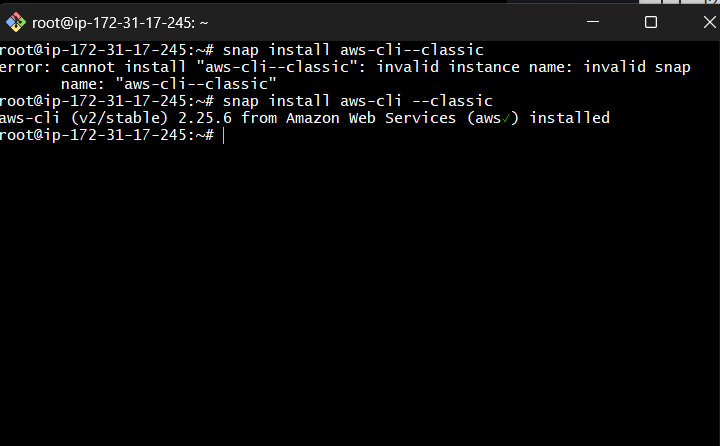 root@ip-172-31-17-245: ~
root@ip-172-31-17-245:~# snap install aws-cli--classic
error: cannot install "aws-cli--classic": invalid instance name: invalid snap
       name: "aws-cli--classic"
root@ip-172-31-17-245:~# snap install aws-cli --classic
aws-cli (v2/stable) 2.25.6 from Amazon Web Services (aws✓) installed
root@ip-172-31-17-245:~#